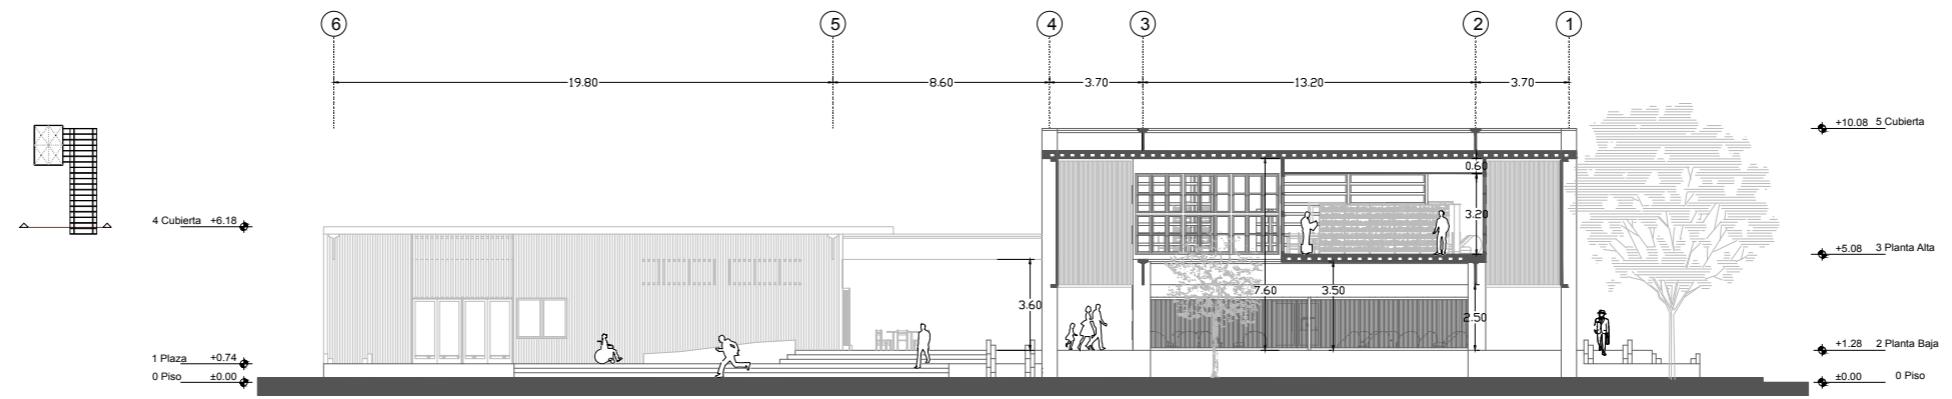 6 5 4 3 2 1
19.80 8.60 3.70 13.20 3.70
+10.08 5 Cubierta
0.60
3.20
4 Cubierta +6.18
+5.08 3 Planta Alta
3.60 7.60 3.50
2.50
1 Plaza +0.74
+1.28 2 Planta Baja
0 Piso ±0.00
±0.00 0 Piso